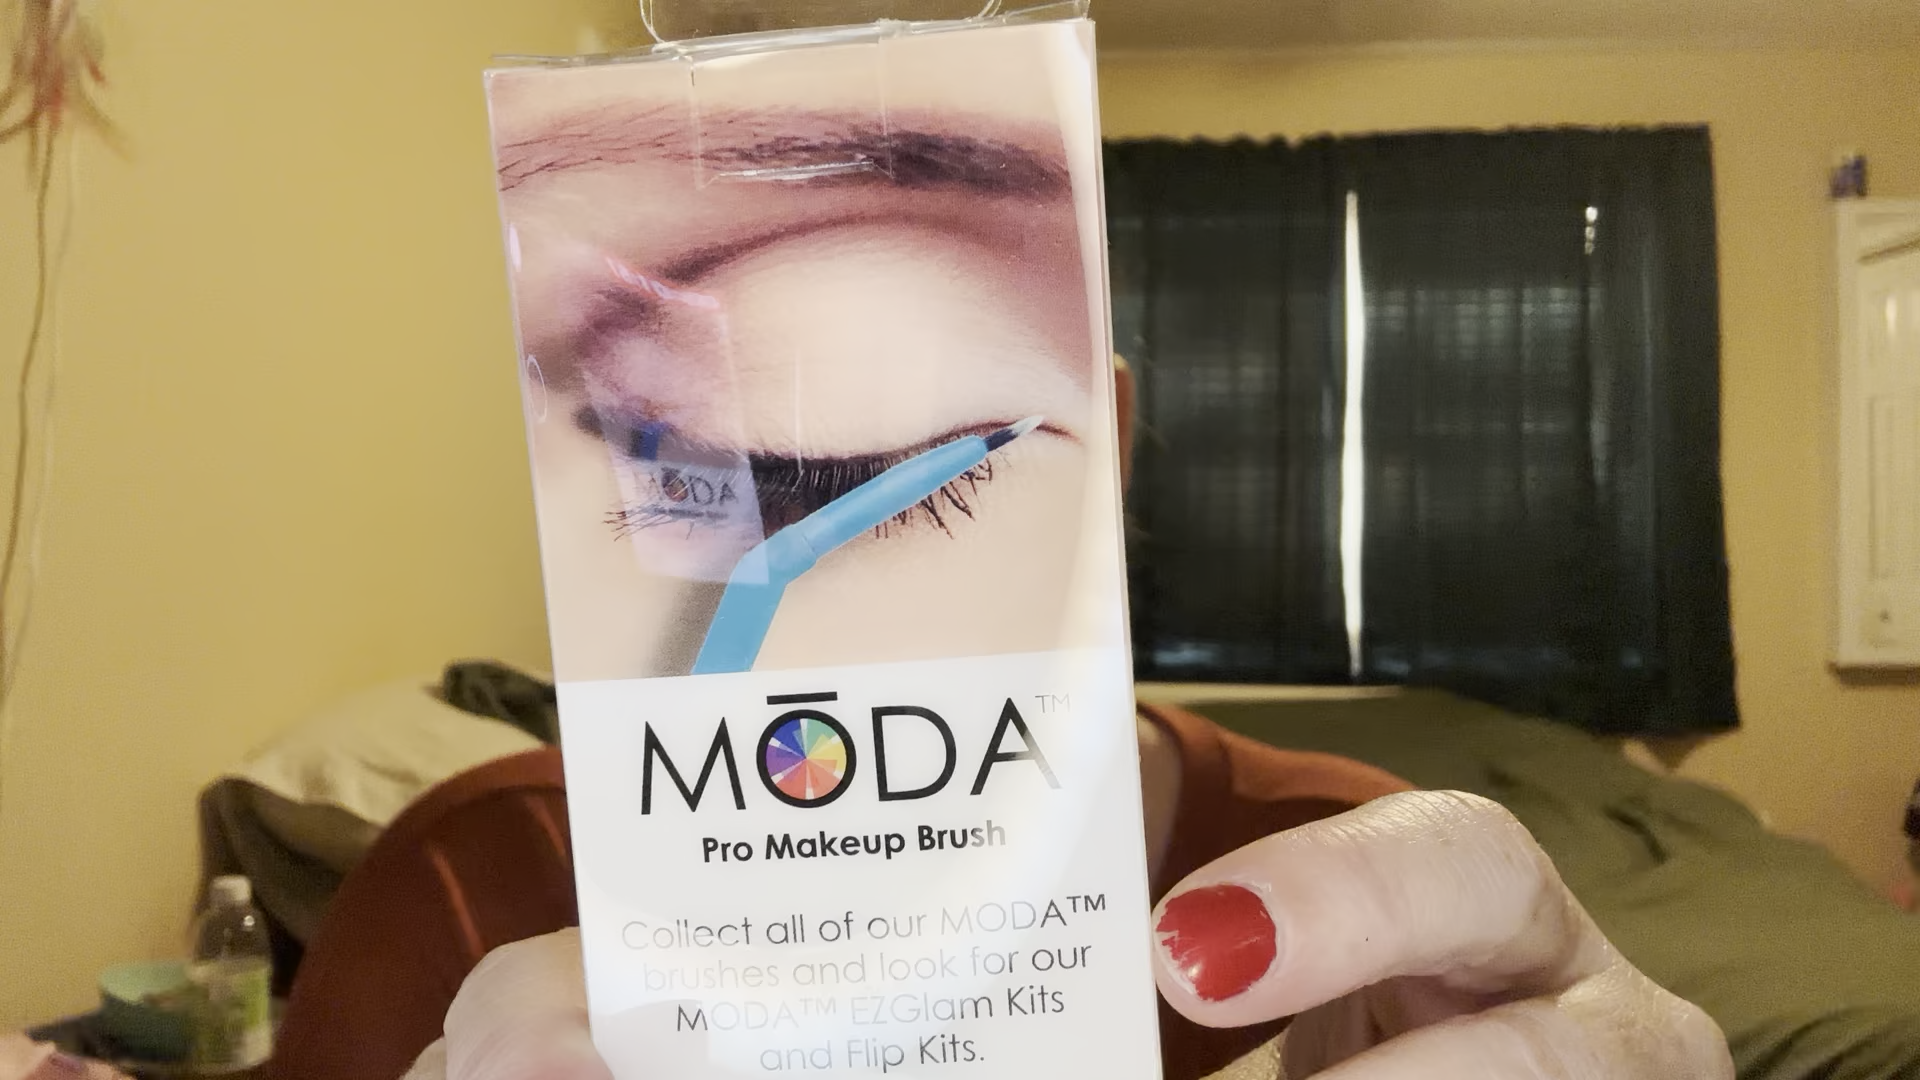 MODA
MŌDA™
Pro Makeup Brush
Collect all of our MODA™
brushes and look for our
MODA™ EZGlam Kits
and Flip Kits.